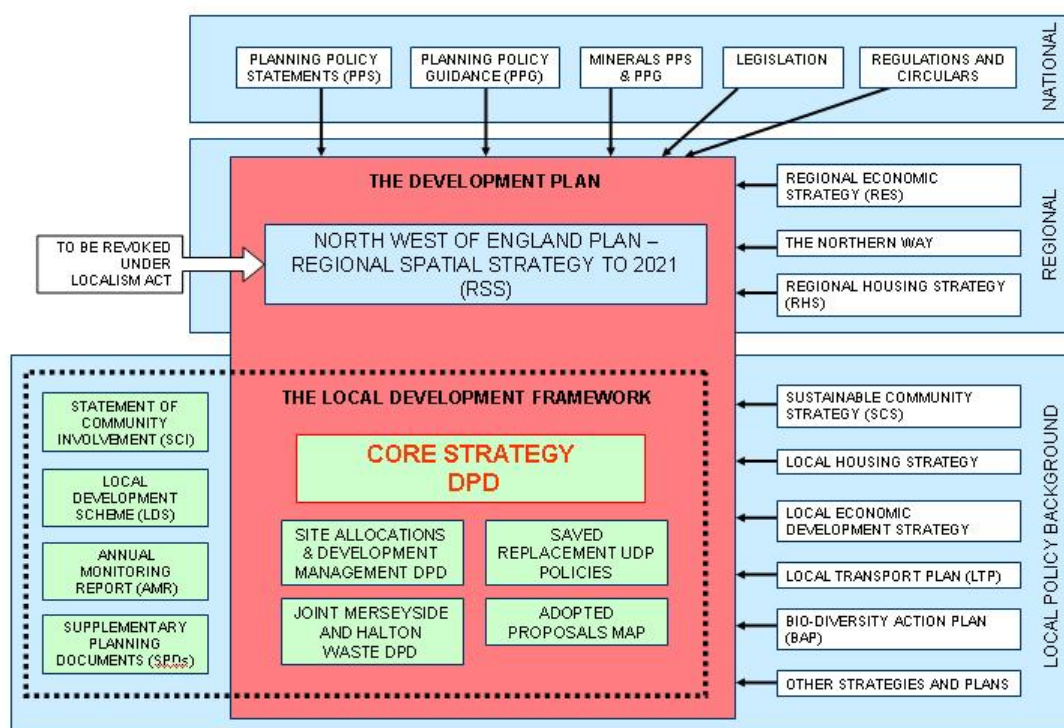 PLANNING POLICY
STATEMENTS (PPS)
PLANNING POLICY
GUIDANCE (PPG)
MINERALS PPS
& PPG
LEGISLATION
REGULATIONS AND
CIRCULARS
NATIONAL
THE DEVELOPMENT PLAN
REGIONAL ECONOMIC
STRATEGY (RES)
TO BE REVOKED
UNDER
LOCALISM ACT
NORTH WEST OF ENGLAND PLAN –
REGIONAL SPATIAL STRATEGY TO 2021
(RSS)
THE NORTHERN WAY
REGIONAL HOUSING STRATEGY
(RHS)
REGIONAL
THE LOCAL DEVELOPMENT FRAMEWORK
STATEMENT OF
COMMUNITY
INVOLVEMENT (SCI)
LOCAL
DEVELOPMENT
SCHEME (LDS)
ANNUAL
MONITORING
REPORT (AMR)
SUPPLEMENTARY
PLANNING
DOCUMENTS (SPDs)
CORE STRATEGY
DPD
SITE ALLOCATIONS
& DEVELOPMENT
MANAGEMENT DPD
SAVED
REPLACEMENT UDP
POLICIES
JOINT MERSEYSIDE
AND HALTON
WASTE DPD
ADOPTED
PROPOSALS MAP
SUSTAINABLE COMMUNITY
STRATEGY (SCS)
LOCAL HOUSING STRATEGY
LOCAL ECONOMIC
DEVELOPMENT STRATEGY
LOCAL TRANSPORT PLAN (LTP)
BIO-DIVERSITY ACTION PLAN
(BAP)
OTHER STRATEGIES AND PLANS
LOCAL POLICY BACKGROUND